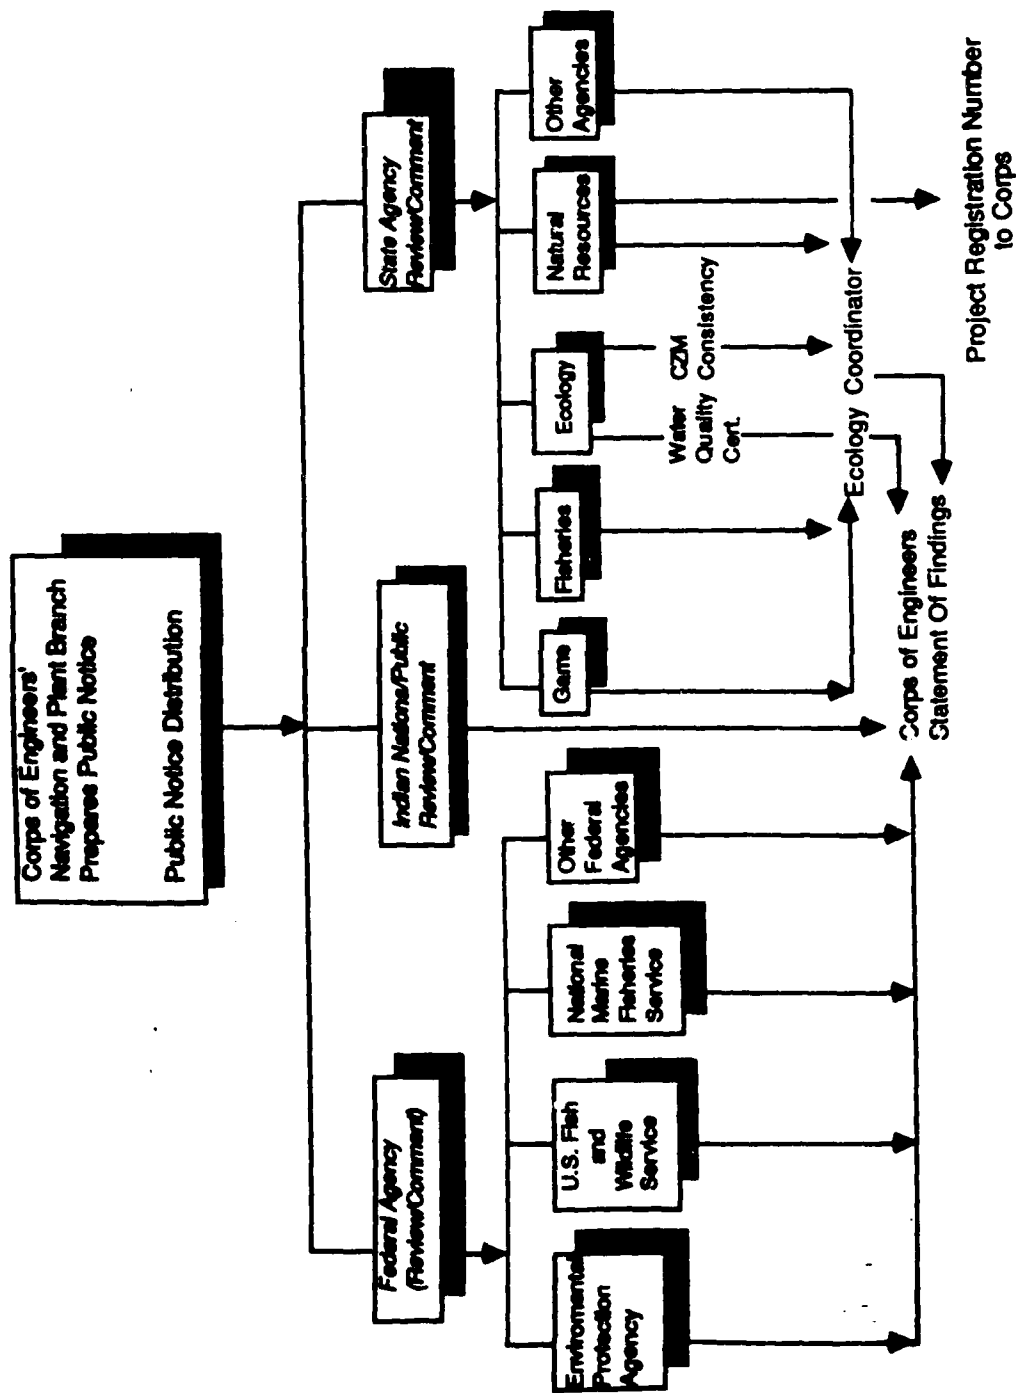 Corps of Engineers'
Navigation and Plant Branch
Prepares Public Notice
Public Notice Distribution
Federal Agency
(Review/Comment)
Indian Nations/Public
Review/Comment
State Agency
Review/Comment
Enviromental
Protection
Agency
U.S. Fish
and
Wildlife
Service
National
Marine
Fisheries
Service
Other
Federal
Agencies
Game
Fisheries
Ecology
Natural
Resources
Other
Agencies
Water
Quality
Cert.
CZM
Consistency
Ecology Coordinator
Corps of Engineers
Statement Of Findings
Project Registration Number
to Corps